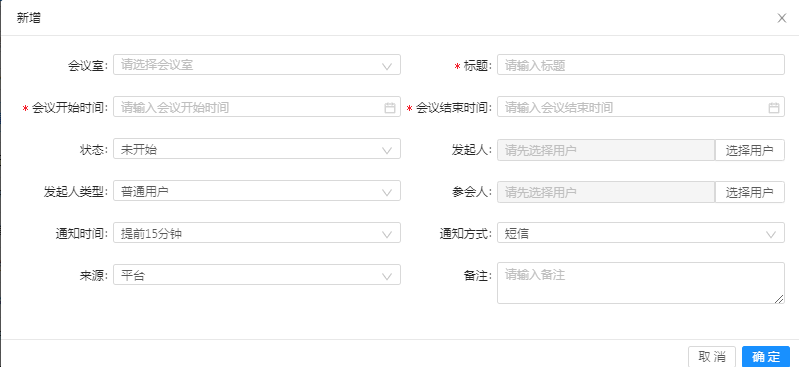 新增
会议室: 请选择会议室 * 标题: 请输入标题
* 会议开始时间: 请输入会议开始时间 * 会议结束时间: 请输入会议结束时间
状态: 未开始 发起人: 请先选择用户 选择用户
发起人类型: 普通用户 参会人: 请先选择用户 选择用户
通知时间: 提前15分钟 通知方式: 短信
来源: 平台 备注: 请输入备注
取 消 确 定